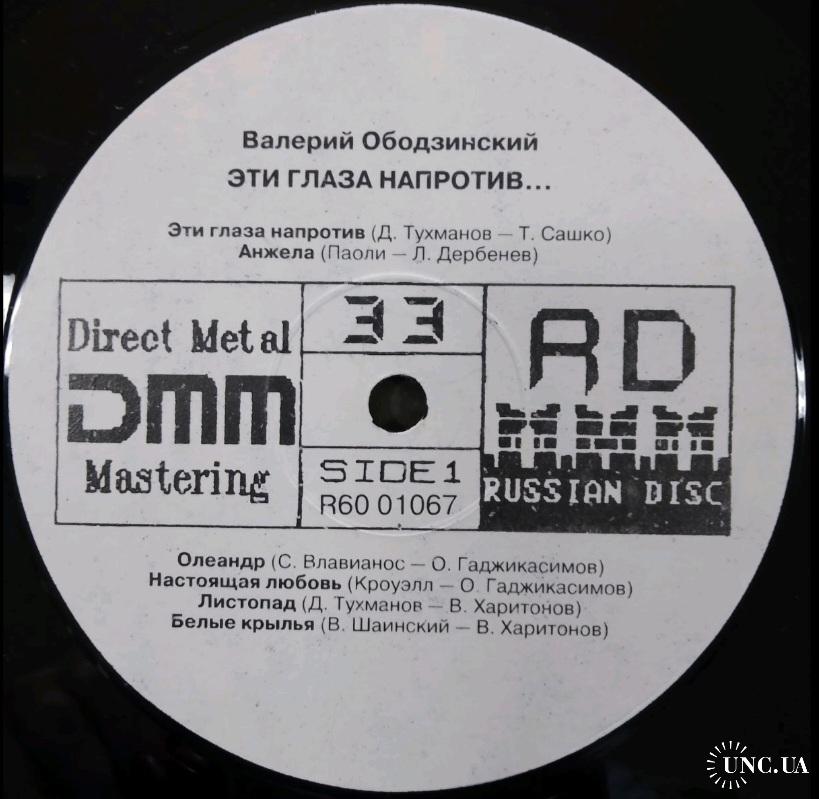 Валерий Ободзинский
ЭТИ ГЛАЗА НАПРОТИВ...
Эти глаза напротив (Д. Тухманов — Т. Сашко)
Анжела (Паоли — Л. Дербенев)
Direct Metal
DMM
Mastering
33
SIDE 1
R60 01067
RD
RUSSIAN DISC
Олеандр (С. Влавианос — О. Гаджикасимов)
Настоящая любовь (Кроуэлл — О. Гаджикасимов)
Листопад (Д. Тухманов — В. Харитонов)
Белые крылья (В. Шаинский — В. Харитонов)
UNC.UA